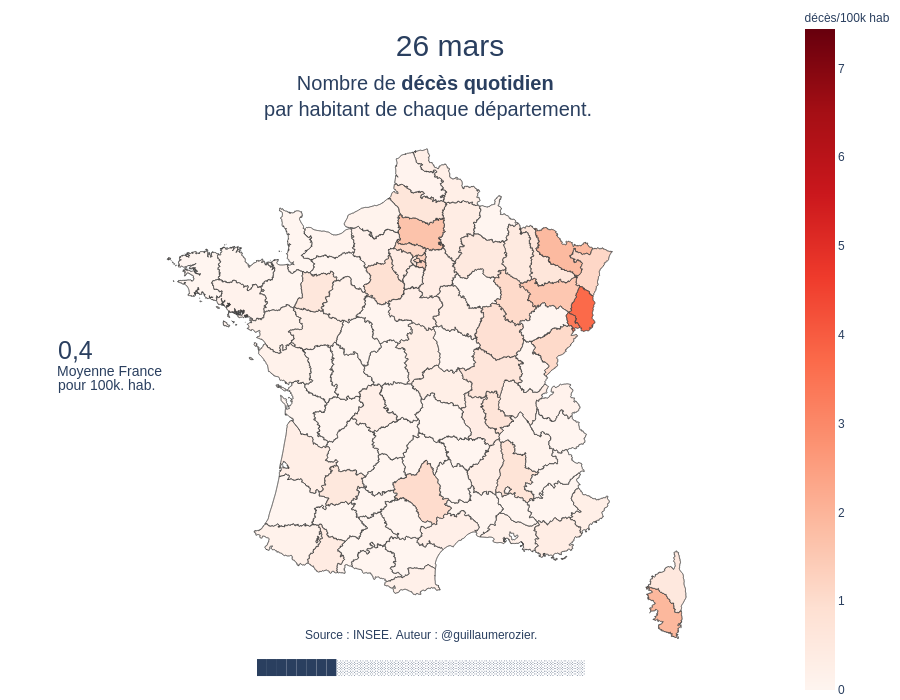 décès/100k hab
26 mars
Nombre de décès quotidien
par habitant de chaque département.
7
6
5
4
3
2
1
0
0,4
Moyenne France
pour 100k. hab.
Source : INSEE. Auteur : @guillaumerozier.